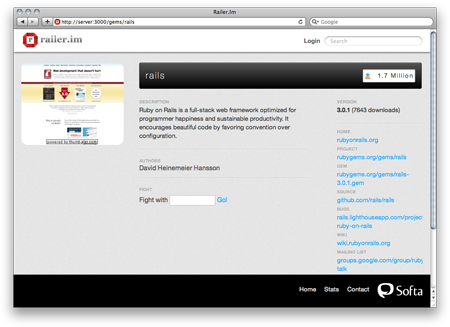 Railer.im
http://server:3000/gems/rails
Google
railer.im
Login
Search
rails
1.7 Million
Web development that doesn't hurt
powered by thumbalizr.com
DESCRIPTION
Ruby on Rails is a full-stack web framework optimized for
programmer happiness and sustainable productivity. It
encourages beautiful code by favoring convention over
configuration.
AUTHORS
David Heinemeier Hansson
FIGHT
Fight with
Go!
VERSION
3.0.1 (7643 downloads)
HOME
rubyonrails.org
PROJECT
rubygems.org/gems/rails
GEM
rubygems.org/gems/rails-
3.0.1.gem
SOURCE
github.com/rails/rails
BUGS
rails.lighthouseapp.com/project
ruby-on-rails
WIKI
wiki.rubyonrails.org
MAILING LIST
groups.google.com/group/ruby
talk
Home
Stats
Contact
Softa